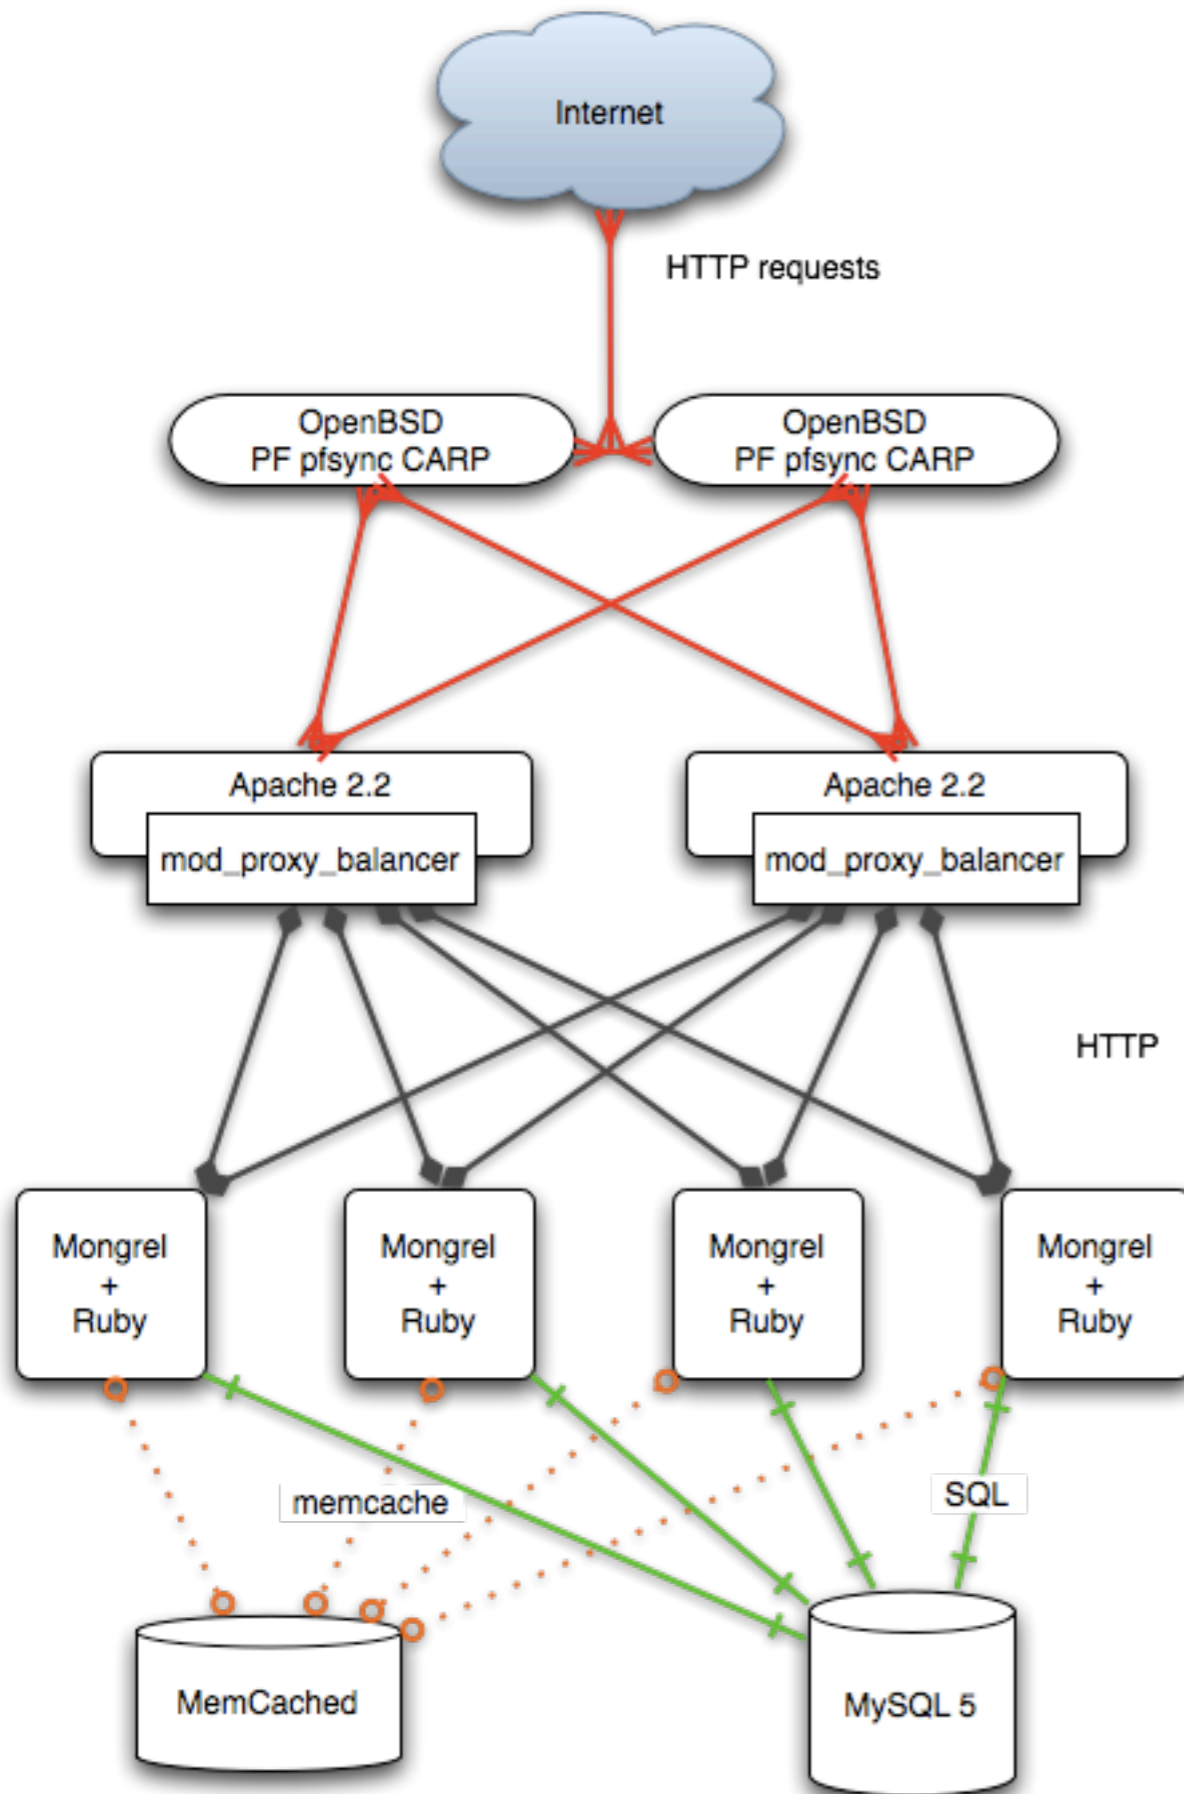 Internet
HTTP requests
OpenBSD
PF pfsync CARP
OpenBSD
PF pfsync CARP
Apache 2.2
mod_proxy_balancer
Apache 2.2
mod_proxy_balancer
HTTP
Mongrel
+
Ruby
Mongrel
+
Ruby
Mongrel
+
Ruby
Mongrel
+
Ruby
memcache
SQL
MemCached
MySQL 5